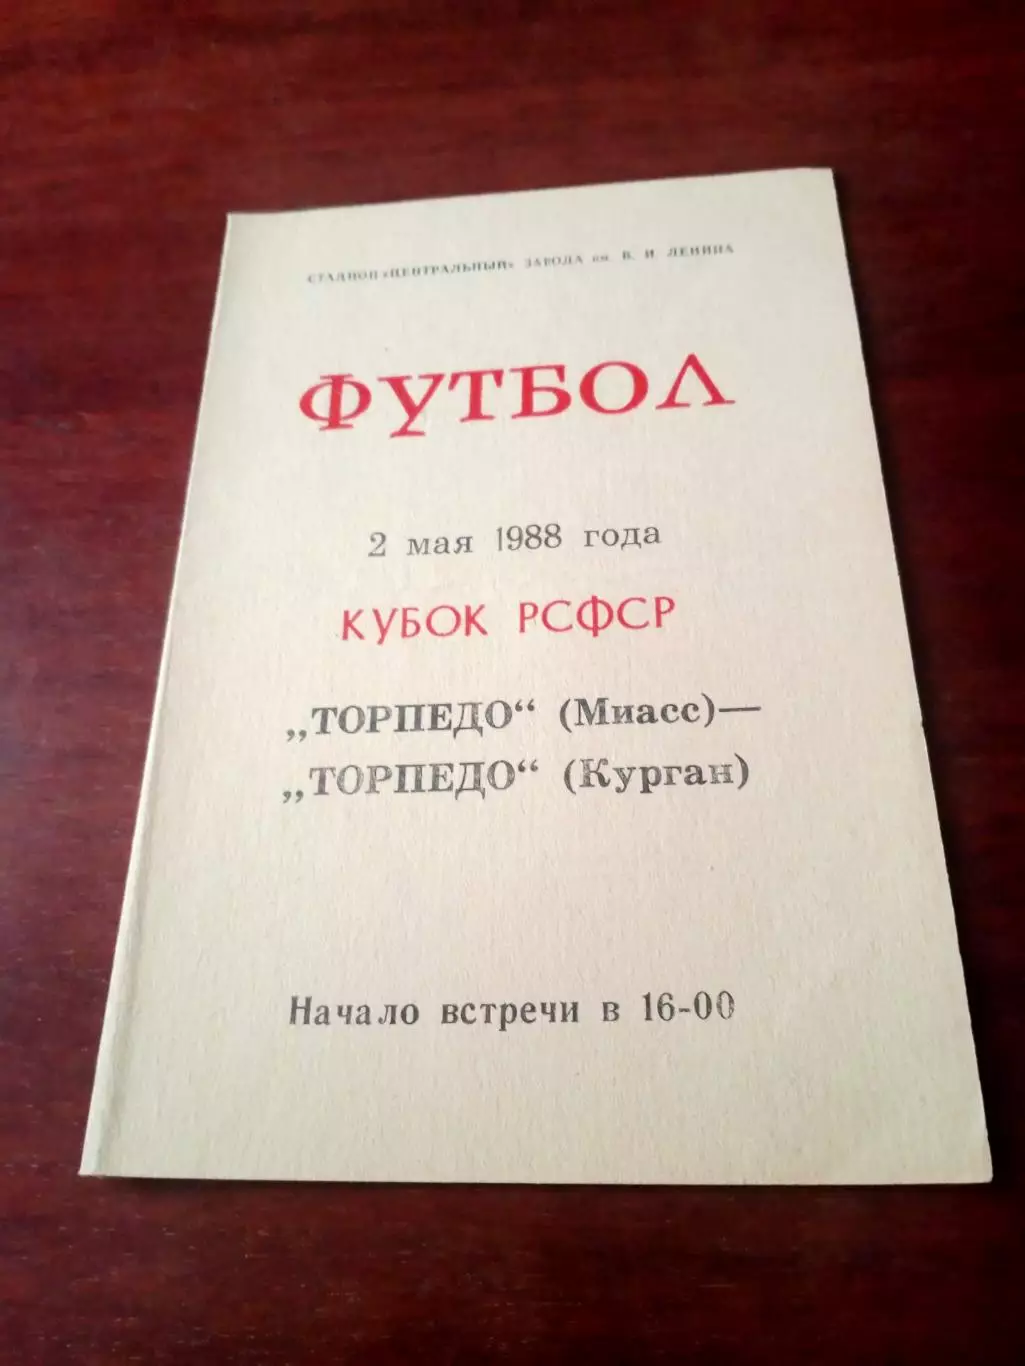 СТАДИОН «ЦЕНТРАЛЬНЫЙ» ЗАВОДА им. В. И. ЛЕНИНА
ФУТБОЛ
2 мая 1988 года
КУБОК РСФСР
„ТОРПЕДО“ (Миасс)—
„ТОРПЕДО“ (Курган)
Начало встречи в 16-00